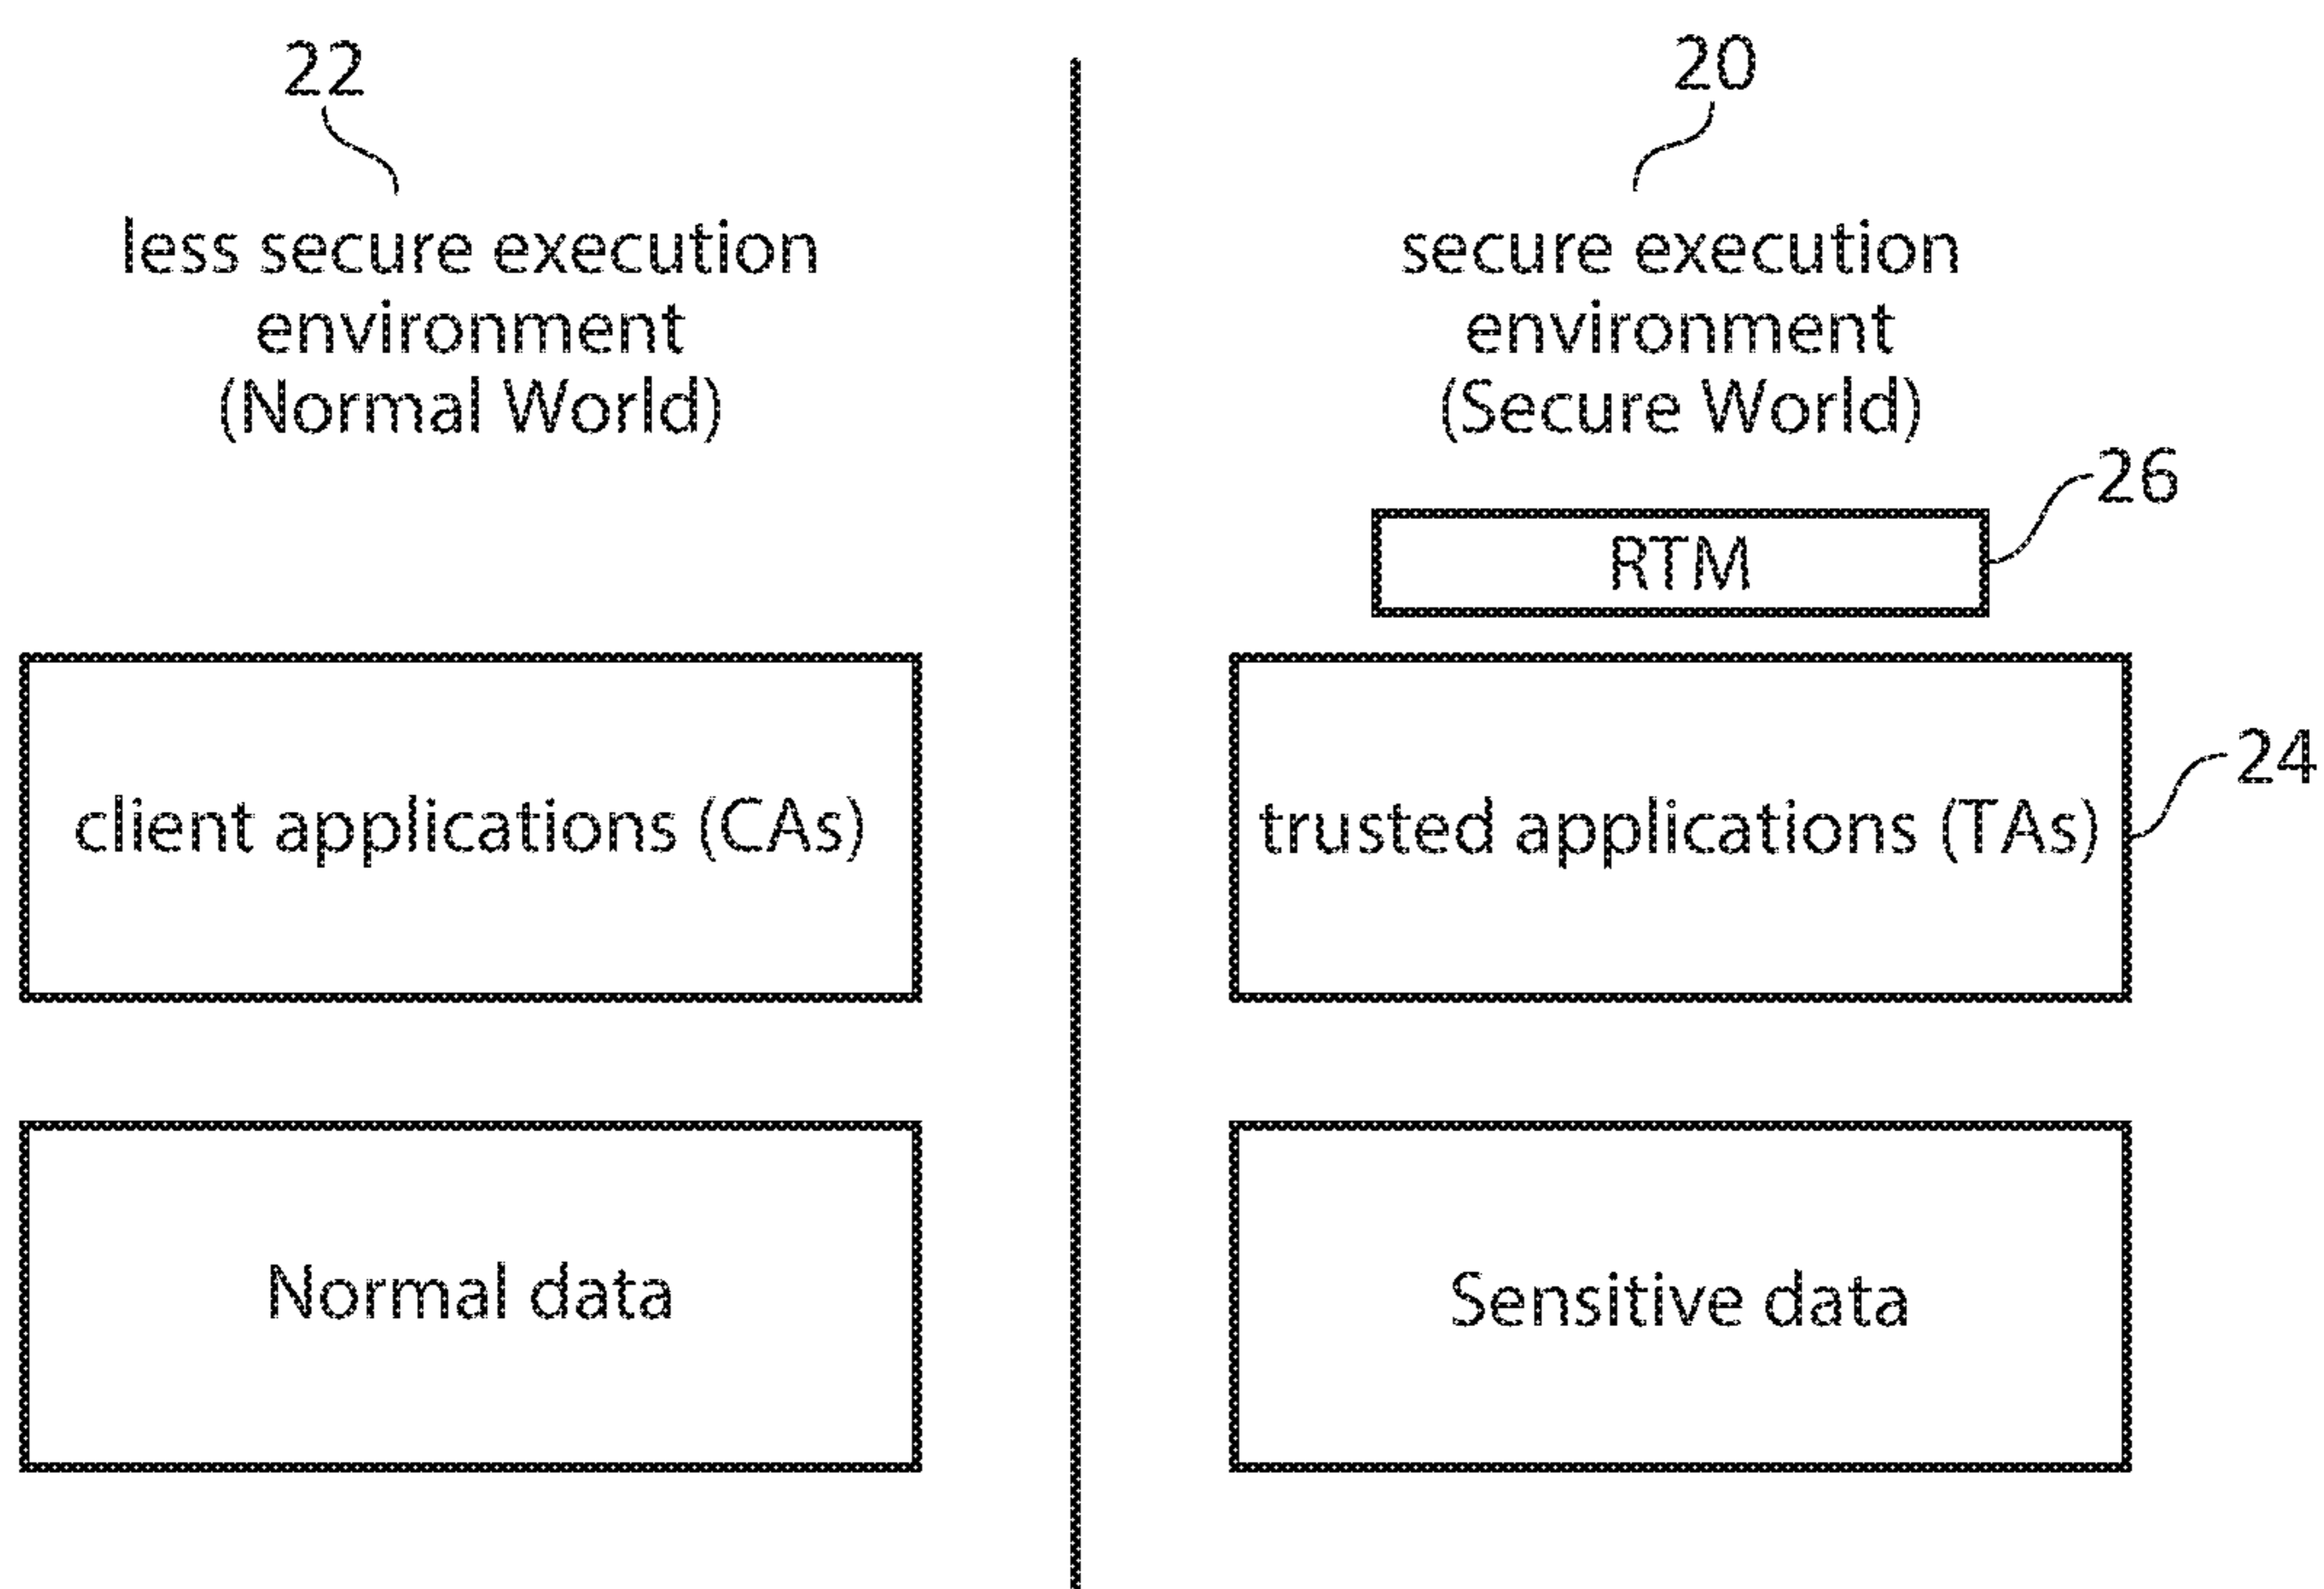 22
less secure execution
environment
(Normal World)
client applications (CAs)
Normal data
20
secure execution
environment
(Secure World)
26
RTM
trusted applications (TAs)
24
Sensitive data